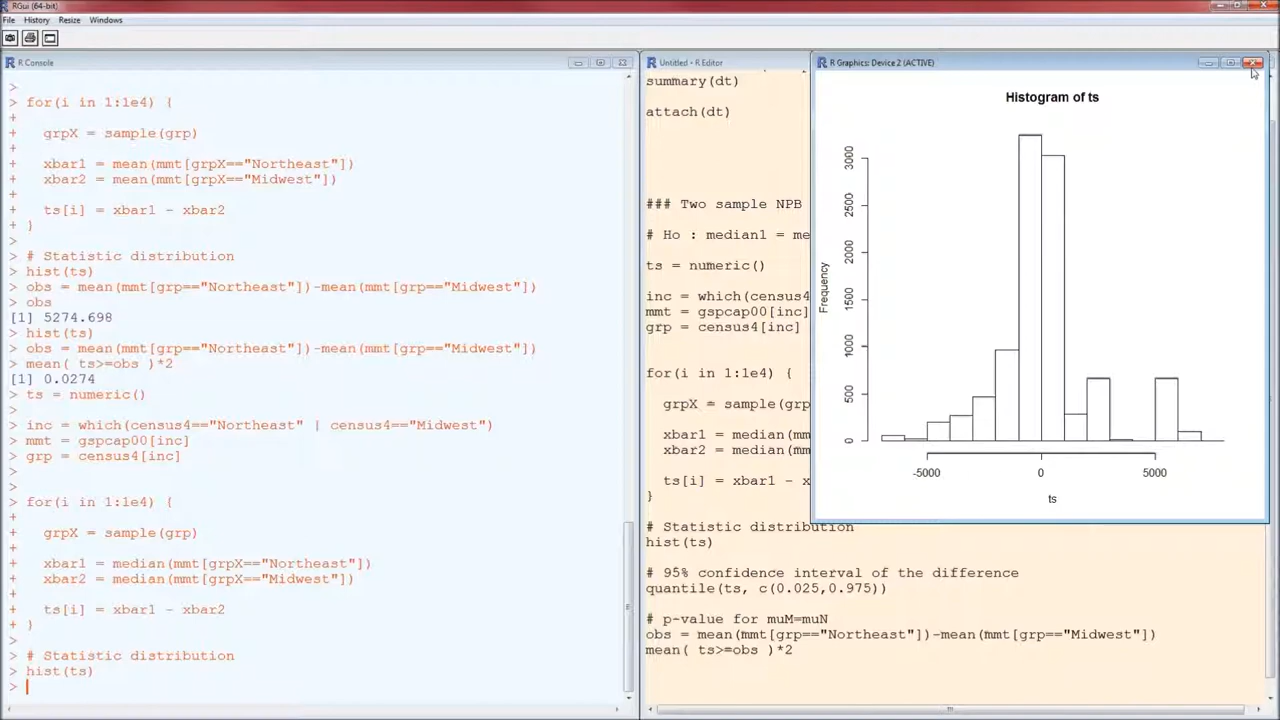 RGui (64-bit)
File History Resize Windows
R Console
>
> for(i in 1:1e4) {
+
+   grpX = sample(grp)
+
+   xbar1 = mean(mmt[grpX=="Northeast"])
+   xbar2 = mean(mmt[grpX=="Midwest"])
+
+   ts[i] = xbar1 - xbar2
+ }
>
> # Statistic distribution
> hist(ts)
> obs = mean(mmt[grp=="Northeast"])-mean(mmt[grp=="Midwest"])
> obs
[1] 5274.698
> hist(ts)
> obs = mean(mmt[grp=="Northeast"])-mean(mmt[grp=="Midwest"])
> mean( ts>=obs )*2
[1] 0.0274
> ts = numeric()
>
> inc = which(census4=="Northeast" | census4=="Midwest")
> mmt = gspcap00[inc]
> grp = census4[inc]
>
>
> for(i in 1:1e4) {
+
+   grpX = sample(grp)
+
+   xbar1 = median(mmt[grpX=="Northeast"])
+   xbar2 = median(mmt[grpX=="Midwest"])
+
+   ts[i] = xbar1 - xbar2
+ }
>
> # Statistic distribution
> hist(ts)
>
Untitled - R Editor
summary(dt)
attach(dt)
### Two sample NPB
# Ho : median1 = me
ts = numeric()
inc = which(census4
mmt = gspcap00[inc]
grp = census4[inc]
for(i in 1:1e4) {
grpX = sample(grp
xbar1 = median(mm
xbar2 = median(mm
ts[i] = xbar1 - x
}
# Statistic distribution
hist(ts)
# 95% confidence interval of the difference
quantile(ts, c(0.025,0.975))
# p-value for muM=muN
obs = mean(mmt[grp=="Northeast"])-mean(mmt[grp=="Midwest"])
mean( ts>=obs )*2
R Graphics: Device 2 (ACTIVE)
Histogram of ts
Frequency
3000
2500
2000
1500
1000
500
0
-5000 0 5000
ts